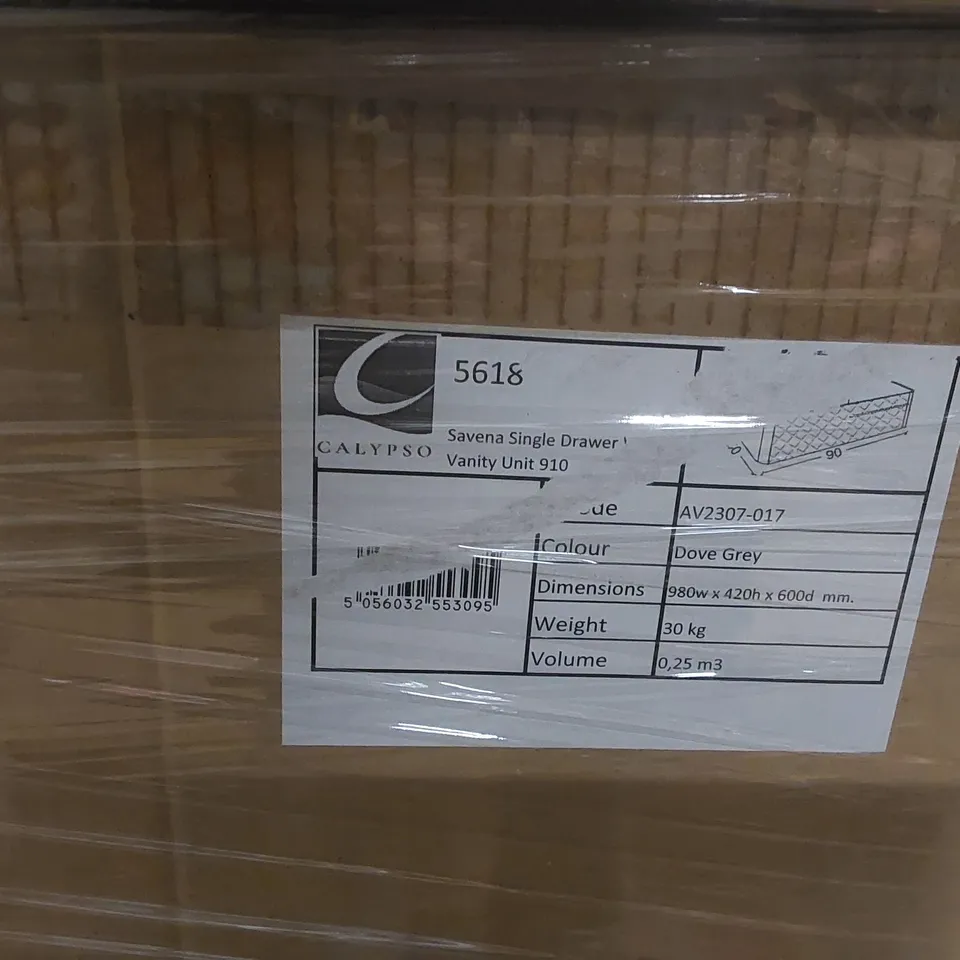 5618
CALYPSO
Savena Single Drawer
Vanity Unit 910
90
AV2307-017
Colour Dove Grey
Dimensions 980w x 420h x 600d mm.
Weight 30 kg
Volume 0,25 m3
5 056032 553095